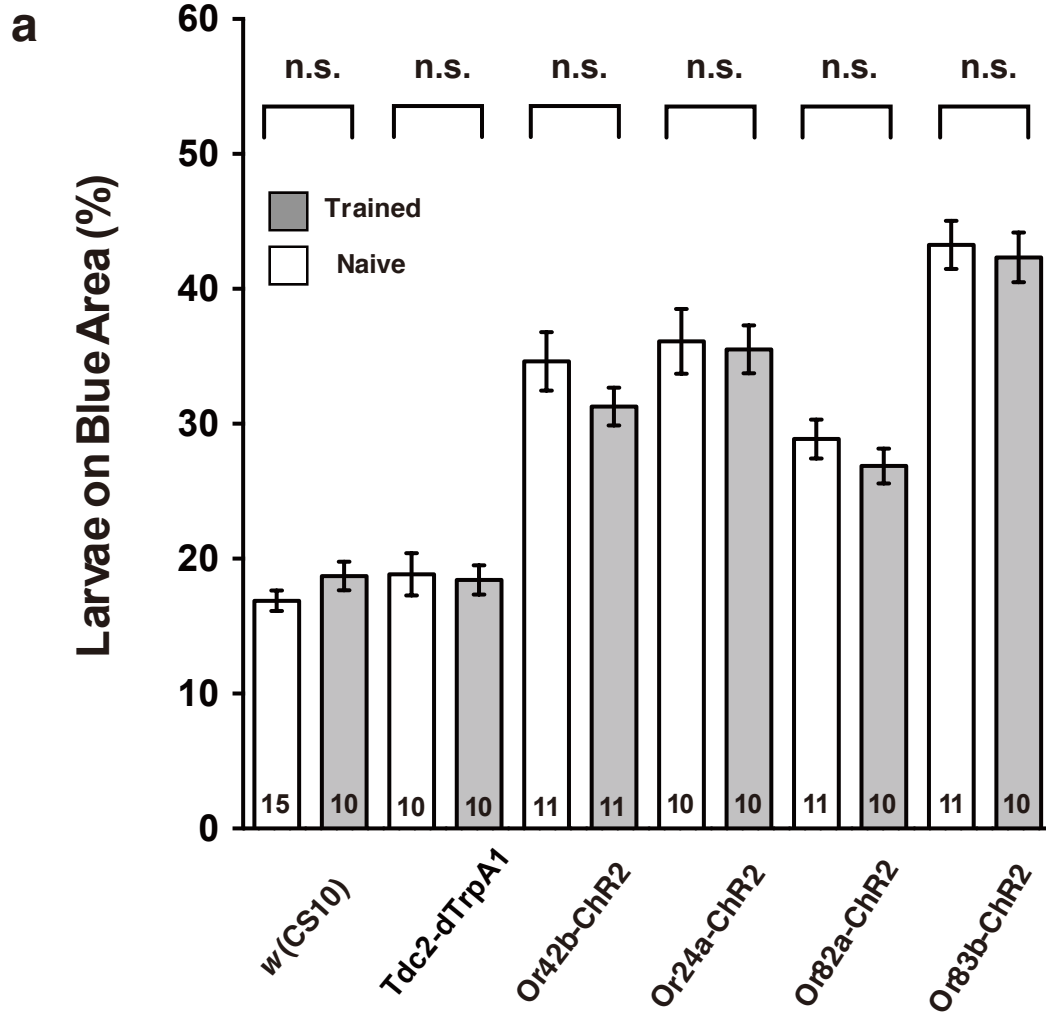 a
60
n.s. n.s. n.s. n.s. n.s. n.s.
50
Trained
Naive
40
30
20
10
0
Larvae on Blue Area (%)
15 10 10 10 11 11 10 10 11 10 11 10
w(CS10)
Tdc2-dTrpA1
Or42b-ChR2
Or24a-ChR2
Or82a-ChR2
Or83b-ChR2